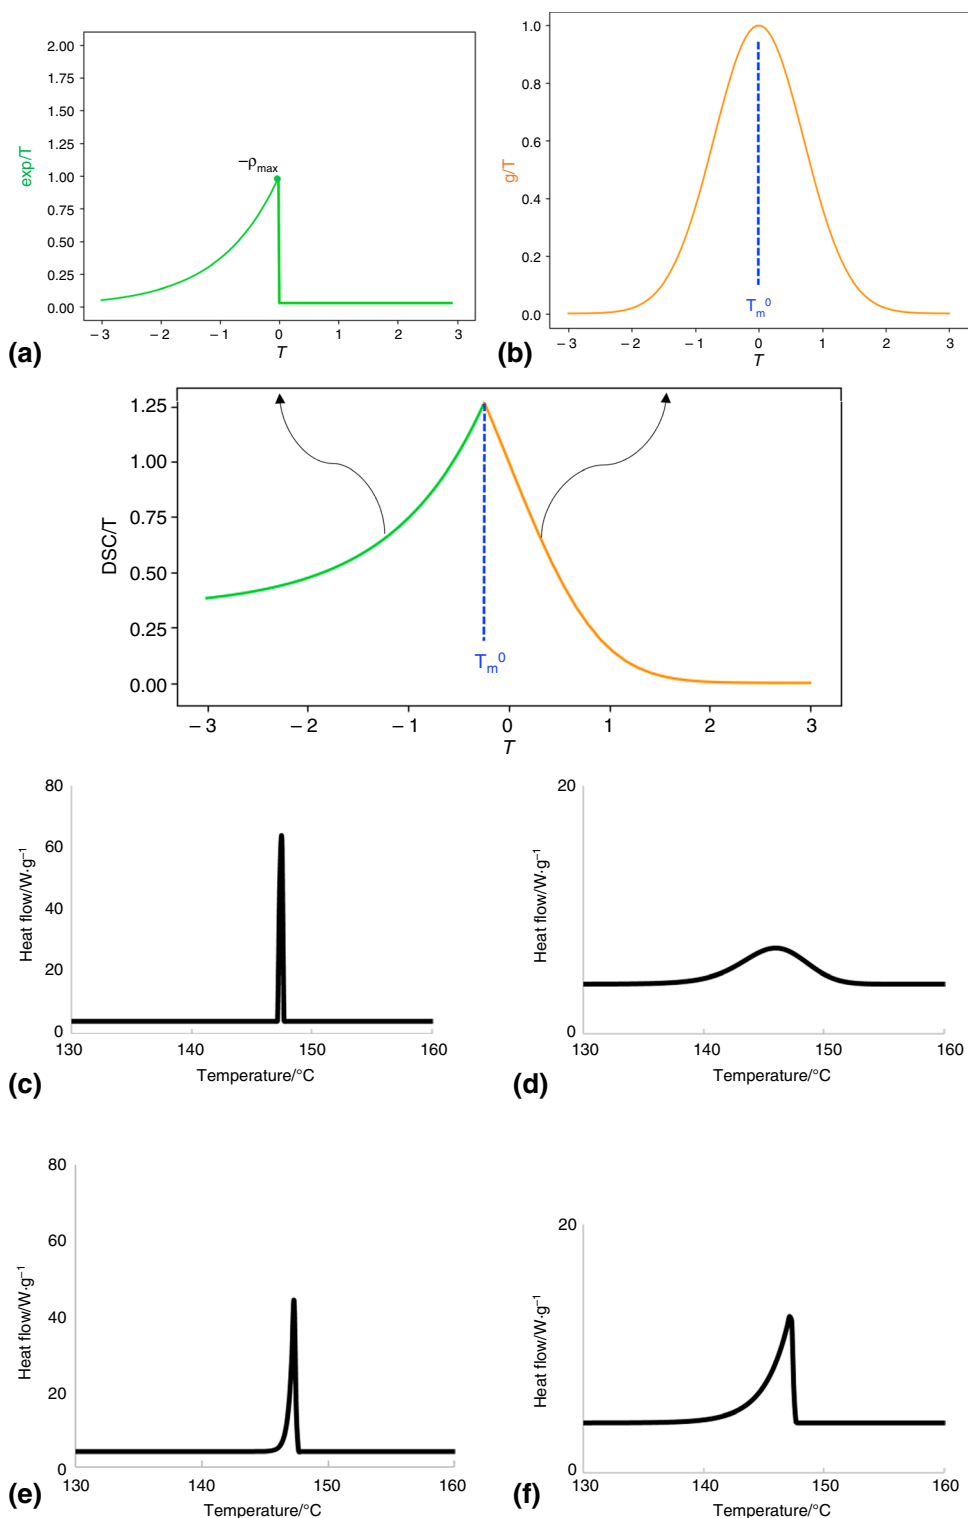 2.00
1.75
1.50
1.25
1.00
0.75
0.50
0.25
0.00
exp/T
−ρmax
−3 −2 −1 0 1 2 3
T
(a)
1.0
0.8
0.6
0.4
0.2
0.0
g/T
Tm0
−3 −2 −1 0 1 2 3
T
(b)
1.25
1.00
0.75
0.50
0.25
0.00
DSC/T
Tm0
−3 −2 −1 0 1 2 3
T
80
60
40
20
0
Heat flow/W·g−1
130 140 150 160
Temperature/°C
(c)
20
0
Heat flow/W·g−1
130 140 150 160
Temperature/°C
(d)
80
60
40
20
0
Heat flow/W·g−1
130 140 150 160
Temperature/°C
(e)
20
0
Heat flow/W·g−1
130 140 150 160
Temperature/°C
(f)